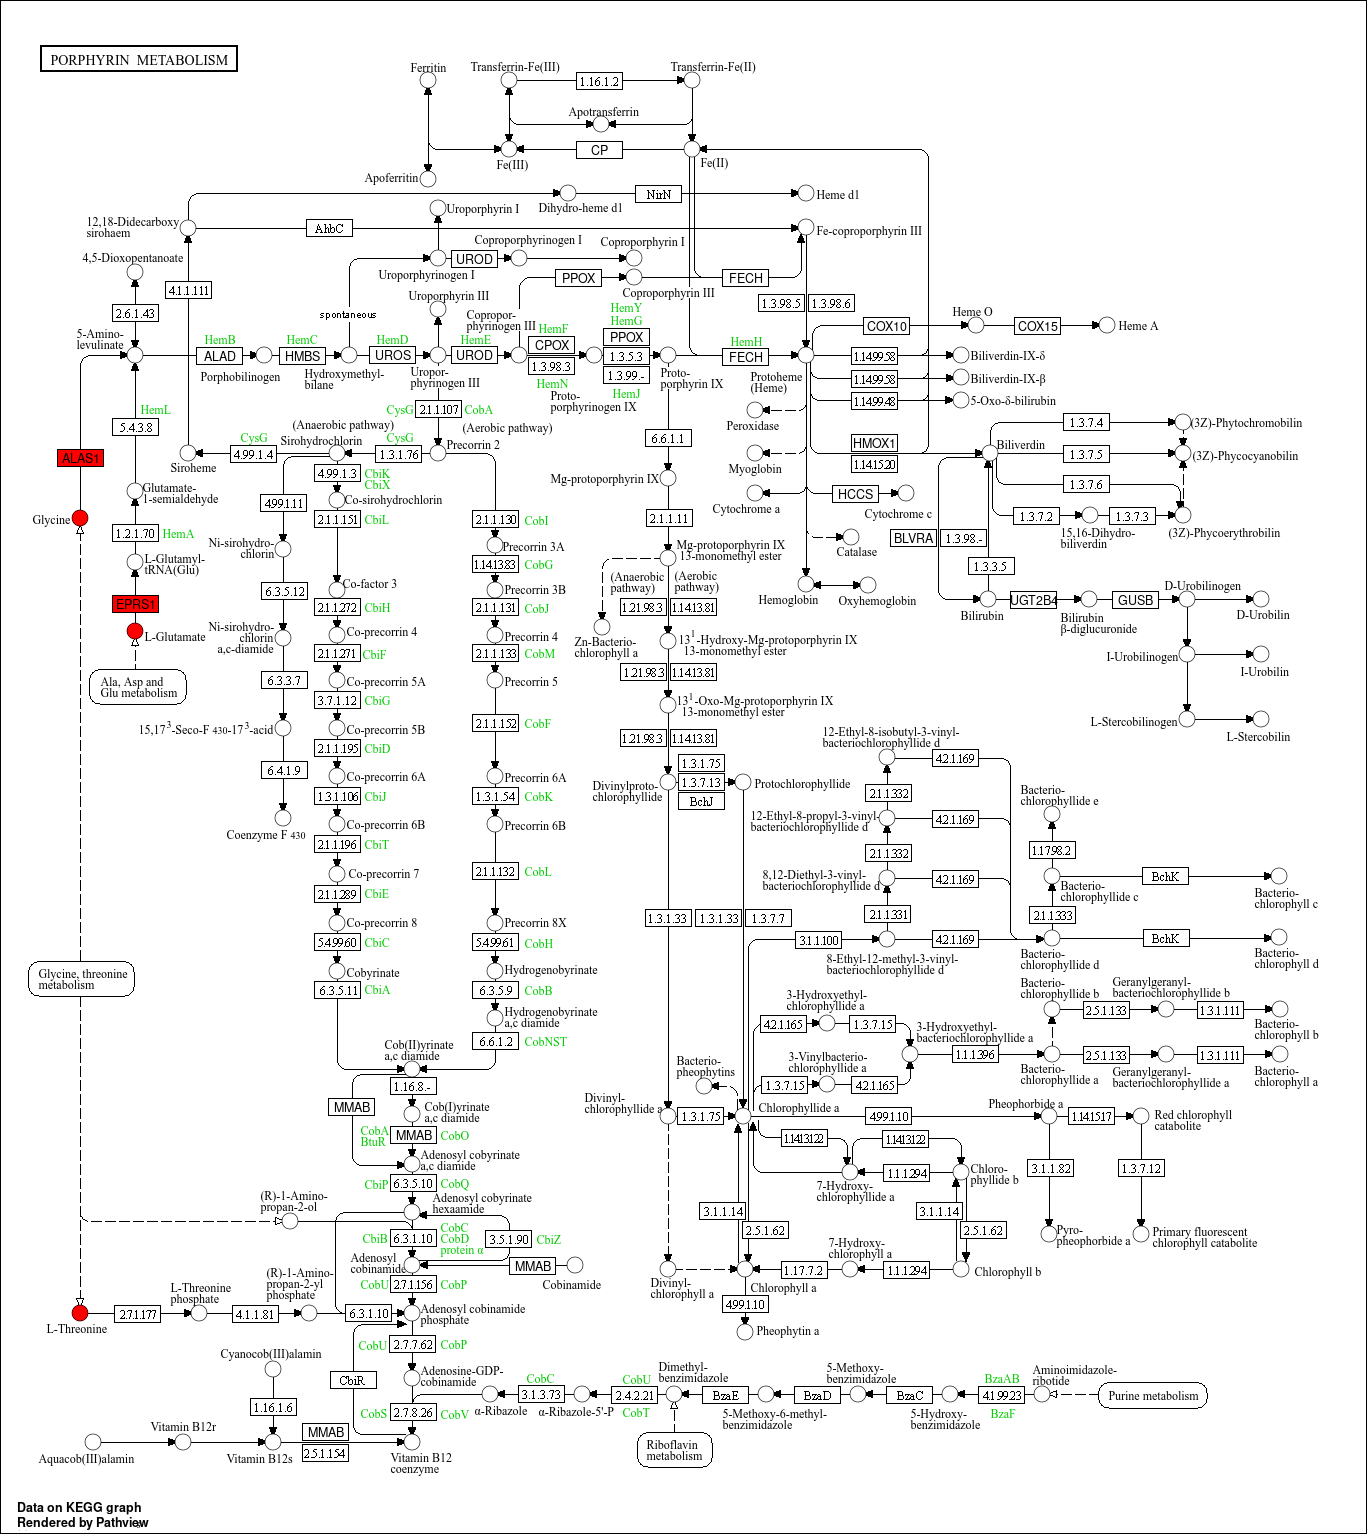 PORPHYRIN METABOLISM
Ferritin
Transferrin-Fe(III)
1.16.1.2
Transferrin-Fe(II)
Apotransferrin
Fe(III)
CP
Fe(II)
Apoferritin
Uroporphyrin I
Dihydro-heme d1
NirN
Heme d1
12,18-Didecarboxy
sirohaem
AhbC
Fe-coproporphyrin III
4,5-Dioxopentanoate
4.1.1.111
UROD
Uroporphyrinogen I
Coproporphyrinogen I
Coproporphyrin I
PPOX
Coproporphyrin III
FECH
1.3.98.5
1.3.98.6
2.6.1.43
spontaneous
Uroporphyrin III
Copropor-
phyrinogen III
HemY
HemG
Heme O
COX10
COX15
Heme A
5-Amino-
levulinate
HemB
ALAD
Porphobilinogen
HemC
HMBS
Hydroxymethyl-
bilane
HemD
UROS
Uropor-
phyrinogen III
HemE
UROD
HemF
CPOX
1.3.98.3
HemN
Proto-
porphyrinogen IX
PPOX
1.3.5.3
1.3.99.-
HemJ
Proto-
porphyrin IX
HemH
FECH
Protoheme
(Heme)
1.14.99.58
Biliverdin-IX-δ
1.14.99.58
Biliverdin-IX-β
1.14.99.48
5-Oxo-δ-bilirubin
HemL
5.4.3.8
CysG
2.1.1.107
CobA
Peroxidase
(Anaerobic pathway)
(Aerobic pathway)
ALAS1
Siroheme
CysG
4.99.1.4
Sirohydrochlorin
CysG
1.3.1.76
Precorrin 2
6.6.1.1
Myoglobin
HMOX1
1.14.15.20
Biliverdin
1.3.7.4
(3Z)-Phytochromobilin
1.3.7.5
(3Z)-Phycocyanobilin
1.3.7.6
Glutamate-
1-semialdehyde
4.99.1.3
CbiK
CbiX
Co-sirohydrochlorin
4.99.1.11
Mg-protoporphyrin IX
Cytochrome a
HCCS
Cytochrome c
Glycine
1.2.1.70
HemA
2.1.1.151
CbiL
2.1.1.130
CobI
2.1.1.11
1.3.7.2
15,16-Dihydro-
biliverdin
1.3.7.3
(3Z)-Phycoerythrobilin
L-Glutamyl-
tRNA(Glu)
Ni-sirohydro-
chlorin
Precorrin 3A
Mg-protoporphyrin IX
13-monomethyl ester
Catalase
BLVRA
1.3.98.-
1.3.3.5
1.14.13.83
CobG
(Anaerobic
pathway)
(Aerobic
pathway)
EPRS1
6.3.5.12
Co-factor 3
Precorrin 3B
Hemoglobin
Oxyhemoglobin
Bilirubin
UGT2B4
Bilirubin
β-diglucuronide
GUSB
D-Urobilinogen
D-Urobilin
2.1.1.272
CbiH
2.1.1.131
CobJ
1.21.98.3
1.14.13.81
L-Glutamate
Ni-sirohydro-
chlorin
a,c-diamide
Co-precorrin 4
Precorrin 4
Zn-Bacterio-
chlorophyll a
13¹-Hydroxy-Mg-protoporphyrin IX
13-monomethyl ester
2.1.1.271
CbiF
2.1.1.133
CobM
I-Urobilinogen
I-Urobilin
Ala, Asp and
Glu metabolism
6.3.3.7
Co-precorrin 5A
Precorrin 5
1.21.98.3
1.14.13.81
3.7.1.12
CbiG
13¹-Oxo-Mg-protoporphyrin IX
13-monomethyl ester
L-Stercobilinogen
L-Stercobilin
15,17³-Seco-F 430-17³-acid
Co-precorrin 5B
2.1.1.152
CobF
2.1.1.195
CbiD
1.21.98.3
1.14.13.81
12-Ethyl-8-isobutyl-3-vinyl-
bacteriochlorophyllide d
4.2.1.169
6.4.1.9
Co-precorrin 6A
Precorrin 6A
1.3.1.75
1.3.7.13
BchJ
Divinylproto-
chlorophyllide
Protochlorophyllide
2.1.1.332
1.3.1.106
CbiJ
1.3.1.54
CobK
Bacterio-
chlorophyllide e
Coenzyme F 430
Co-precorrin 6B
Precorrin 6B
12-Ethyl-8-propyl-3-vinyl-
bacteriochlorophyllide d
4.2.1.169
2.1.1.196
CbiT
2.1.1.332
1.17.98.2
Co-precorrin 7
2.1.1.132
CobL
8,12-Diethyl-3-vinyl-
bacteriochlorophyllide d
4.2.1.169
Bacterio-
chlorophyllide c
BchK
Bacterio-
chlorophyll c
2.1.1.289
CbiE
2.1.1.331
2.1.1.333
Co-precorrin 8
Precorrin 8X
1.3.1.33
1.3.1.33
1.3.7.7
5.4.99.60
CbiC
5.4.99.61
CobH
3.1.1.100
8-Ethyl-12-methyl-3-vinyl-
bacteriochlorophyllide d
4.2.1.169
Bacterio-
chlorophyllide d
BchK
Bacterio-
chlorophyll d
Glycine, threonine
metabolism
Cobyrinate
Hydrogenobyrinate
6.3.5.11
CbiA
6.3.5.9
CobB
Hydrogenobyrinate
a,c diamide
6.6.1.2
CobNST
3-Hydroxyethyl-
chlorophyllide a
4.2.1.165
1.3.7.15
3-Hydroxyethyl-
bacteriochlorophyllide a
Bacterio-
chlorophyllide b
2.5.1.133
Geranylgeranyl-
bacteriochlorophyllide b
1.3.1.111
Bacterio-
chlorophyll b
Cob(II)yrinate
a,c diamide
Bacterio-
pheophytins
3-Vinylbacterio-
chlorophyllide a
1.3.7.15
4.2.1.165
1.1.1.396
Bacterio-
chlorophyllide a
2.5.1.133
Geranylgeranyl-
bacteriochlorophyllide a
1.3.1.111
Bacterio-
chlorophyll a
1.16.8.-
MMAB
Cob(I)yrinate
a,c diamide
Divinyl-
chlorophyllide a
1.3.1.75
Chlorophyllide a
4.99.1.10
Pheophorbide a
1.14.15.17
Red chlorophyll
catabolite
CobA
BtuR
MMAB
CobO
1.14.13.122
1.14.13.122
Adenosyl cobyrinate
a,c diamide
CbiP
6.3.5.10
CobQ
7-Hydroxy-
chlorophyllide a
1.1.1.294
Chloro-
phyllide b
3.1.1.82
1.3.7.12
(R)-1-Amino-
propan-2-ol
Adenosyl cobyrinate
hexaamide
3.1.1.14
2.5.1.62
3.1.1.14
2.5.1.62
CbiB
6.3.1.10
CobC
CobD
protein α
3.5.1.90
CbiZ
Pyro-
pheophorbide a
Primary fluorescent
chlorophyll catabolite
Adenosyl
cobinamide
MMAB
Cobinamide
7-Hydroxy-
chlorophyll a
Divinyl-
chlorophyll a
Chlorophyll a
1.17.7.2
1.1.1.294
Chlorophyll b
(R)-1-Amino-
propan-2-yl
phosphate
CobU
2.7.1.156
CobP
L-Threonine
2.7.1.177
L-Threonine
phosphate
4.1.1.81
6.3.1.10
Adenosyl cobinamide
phosphate
4.99.1.10
Pheophytin a
CobU
2.7.7.62
CobP
Cyanocob(III)alamin
CbiR
Adenosine-GDP-
cobinamide
CobC
3.1.3.73
α-Ribazole
α-Ribazole-5'-P
CobU
2.4.2.21
CobT
Dimethyl-
benzimidazole
BzaE
5-Methoxy-6-methyl-
benzimidazole
BzaD
5-Methoxy-
benzimidazole
BzaC
5-Hydroxy-
benzimidazole
BzaAB
4.1.99.23
BzaF
Aminoimidazole-
ribotide
Purine metabolism
1.16.1.6
CobS
2.7.8.26
CobV
Aquacob(III)alamin
Vitamin B12r
Vitamin B12s
MMAB
2.5.1.154
Vitamin B12
coenzyme
Riboflavin
metabolism
Data on KEGG graph
Rendered by Pathview